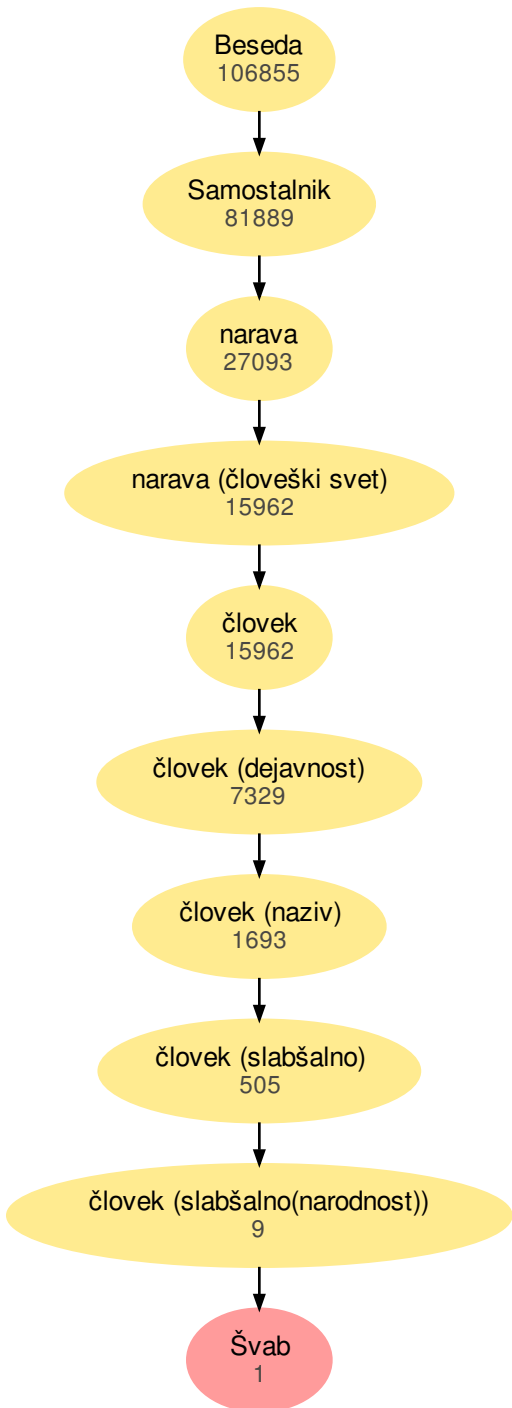 Beseda
106855
Samostalnik
81889
narava
27093
narava (človeški svet)
15962
človek
15962
človek (dejavnost)
7329
človek (naziv)
1693
človek (slabšalno)
505
človek (slabšalno(narodnost))
9
Švab
1